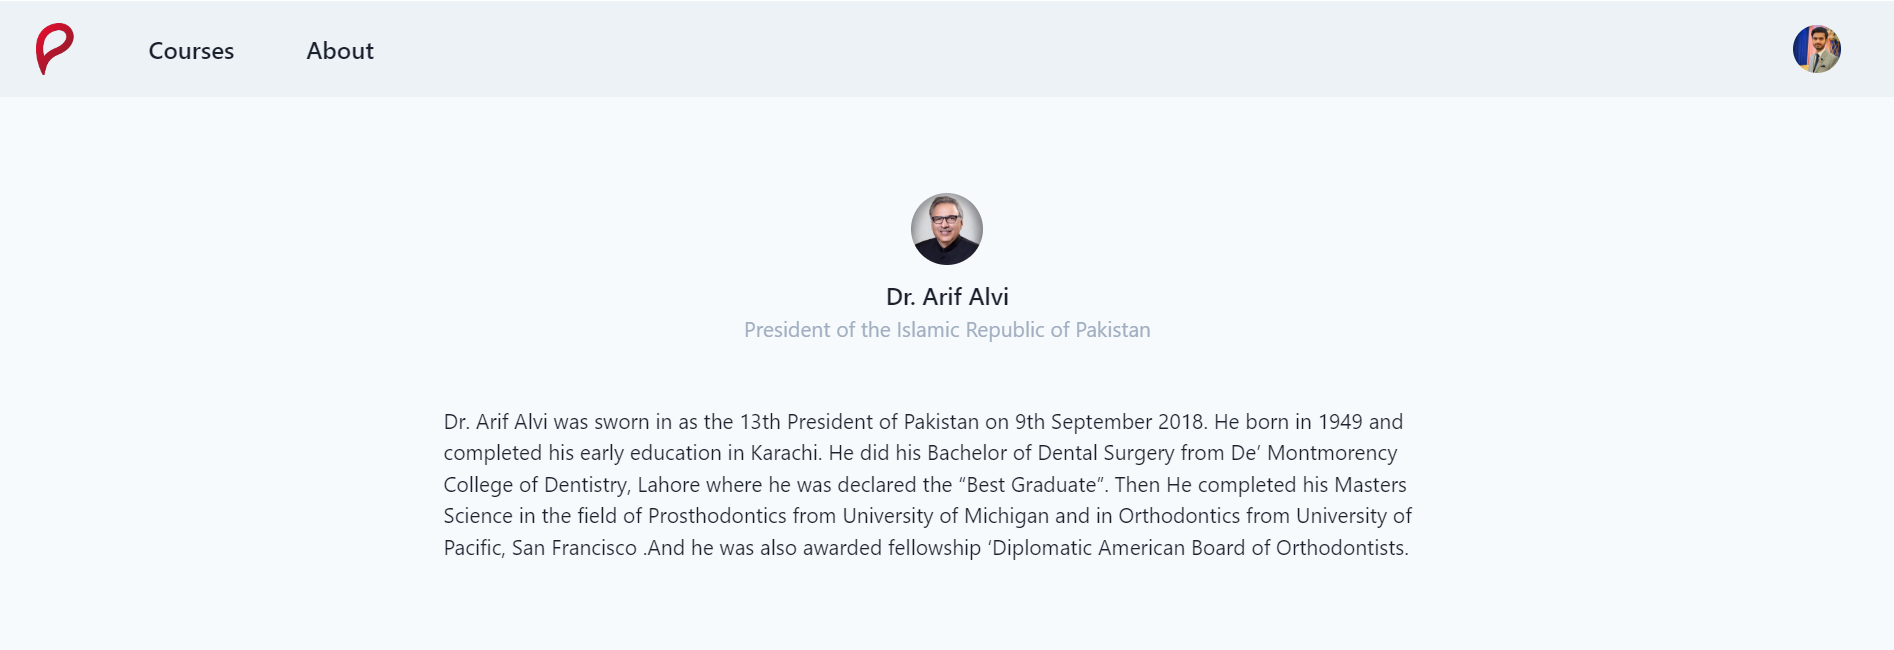 Courses About
Dr. Arif Alvi
President of the Islamic Republic of Pakistan
Dr. Arif Alvi was sworn in as the 13th President of Pakistan on 9th September 2018. He born in 1949 and
completed his early education in Karachi. He did his Bachelor of Dental Surgery from De’ Montmorency
College of Dentistry, Lahore where he was declared the “Best Graduate”. Then He completed his Masters
Science in the field of Prosthodontics from University of Michigan and in Orthodontics from University of
Pacific, San Francisco .And he was also awarded fellowship ‘Diplomatic American Board of Orthodontists.